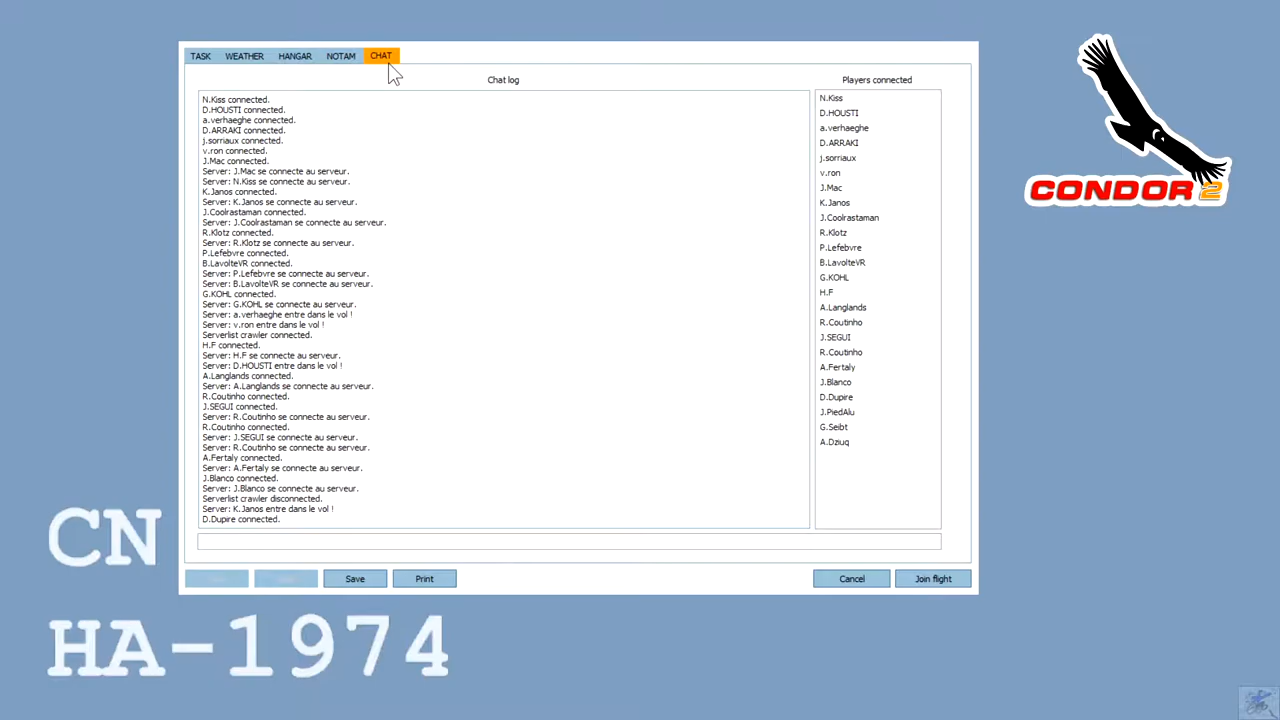 TASK WEATHER HANGAR NOTAM CHAT
Chat log
N.Kiss connected.
D.HOUSTI connected.
a.verhaeghe connected.
D.ARRAKI connected.
j.sorriaux connected.
v.ron connected.
J.Mac connected.
Server: J.Mac se connecte au serveur.
Server: N.Kiss se connecte au serveur.
K.Janos connected.
Server: K.Janos se connecte au serveur.
J.Coolrastaman connected.
Server: J.Coolrastaman se connecte au serveur.
R.Klotz connected.
Server: R.Klotz se connecte au serveur.
P.Lefebvre connected.
B.LavolteVR connected.
Server: P.Lefebvre se connecte au serveur.
Server: B.LavolteVR se connecte au serveur.
G.KOHL connected.
Server: G.KOHL se connecte au serveur.
Server: a.verhaeghe entre dans le vol !
Server: v.ron entre dans le vol !
Serverlist crawler connected.
H.F connected.
Server: H.F se connecte au serveur.
Server: D.HOUSTI entre dans le vol !
A.Langlands connected.
Server: A.Langlands se connecte au serveur.
R.Coutinho connected.
J.SEGUI connected.
Server: R.Coutinho se connecte au serveur.
R.Coutinho connected.
Server: J.SEGUI se connecte au serveur.
Server: R.Coutinho se connecte au serveur.
A.Fertaly connected.
Server: A.Fertaly se connecte au serveur.
J.Blanco connected.
Server: J.Blanco se connecte au serveur.
Serverlist crawler disconnected.
Server: K.Janos entre dans le vol !
D.Dupire connected.
Players connected
N.Kiss
D.HOUSTI
a.verhaeghe
D.ARRAKI
j.sorriaux
v.ron
J.Mac
K.Janos
J.Coolrastaman
R.Klotz
P.Lefebvre
B.LavolteVR
G.KOHL
H.F
A.Langlands
R.Coutinho
J.SEGUI
R.Coutinho
A.Fertaly
J.Blanco
D.Dupire
J.PiedAlu
G.Seibt
A.Dziuq
Save Print Cancel Join flight
CONDOR 2
CN
HA-1974